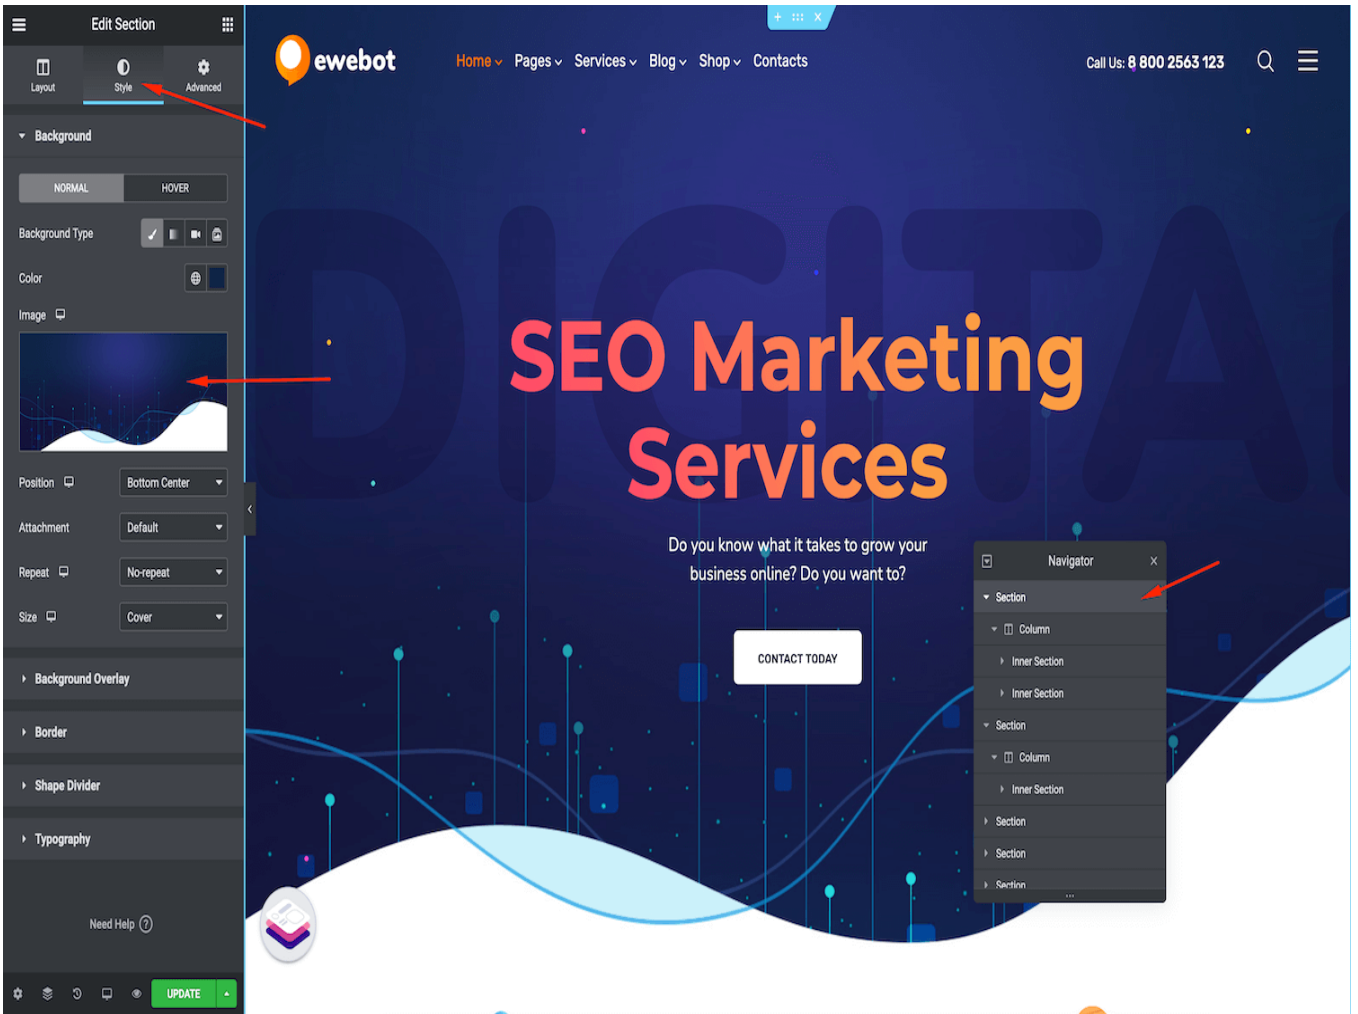 Edit Section
Layout
Style
Advanced
Background
NORMAL
HOVER
Background Type
Color
Image
Position
Bottom Center
Attachment
Default
Repeat
No-repeat
Size
Cover
Background Overlay
Border
Shape Divider
Typography
Need Help ?
UPDATE
ewebot
Home
Pages
Services
Blog
Shop
Contacts
Call Us: 8 800 2563 123
DIGITA
SEO Marketing
Services
Do you know what it takes to grow your
business online? Do you want to?
CONTACT TODAY
Navigator
Section
Column
Inner Section
Inner Section
Section
Column
Inner Section
Section
Section
Section